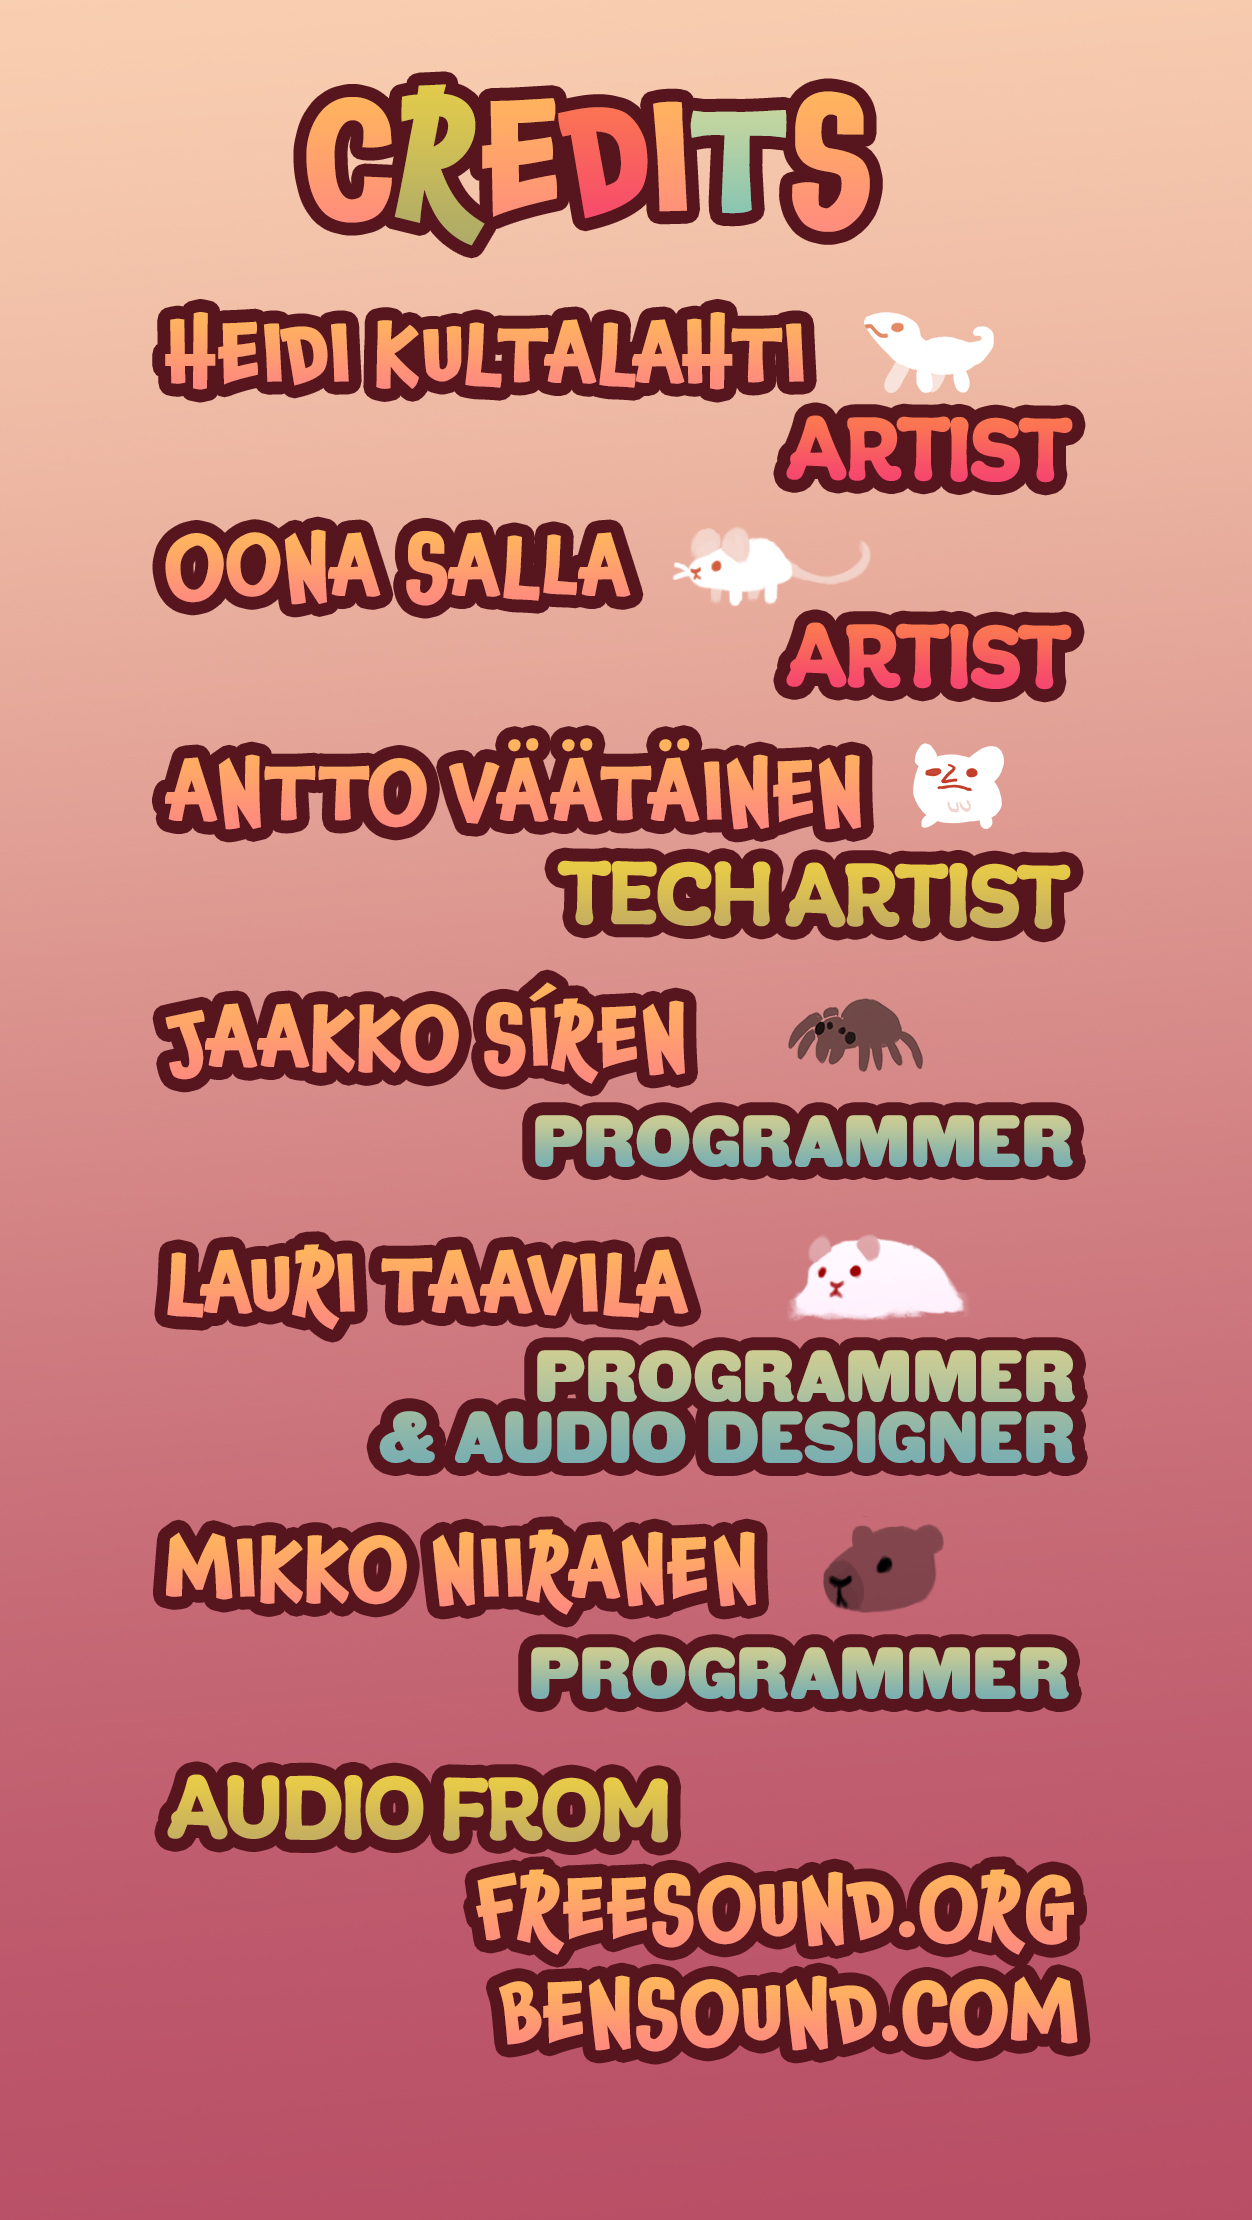 CREDITS
HEIDI KULTALAHTI
ARTIST
OONA SALLA
ARTIST
ANTTO VÄÄTÄINEN
TECH ARTIST
JAAKKO SÍREN
PROGRAMMER
LAURI TAAVILA
PROGRAMMER
& AUDIO DESIGNER
MIKKO NIIRANEN
PROGRAMMER
AUDIO FROM
FREESOUND.ORG
BENSOUND.COM